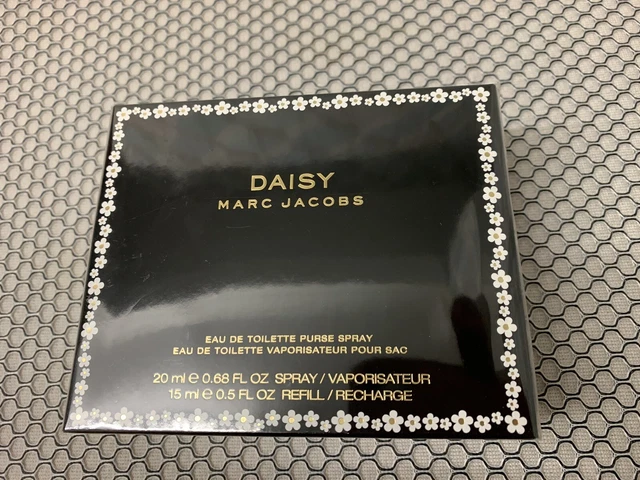 DAISY
MARC JACOBS
EAU DE TOILETTE PURSE SPRAY
EAU DE TOILETTE VAPORISATEUR POUR SAC
20 ml ℮ 0.68 FL OZ SPRAY / VAPORISATEUR
15 ml ℮ 0.5 FL OZ REFILL / RECHARGE